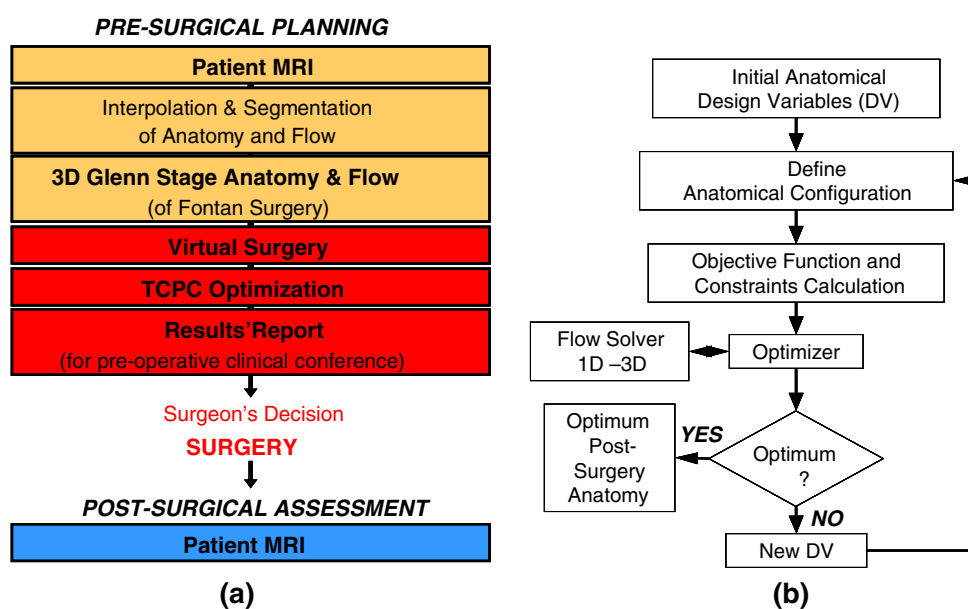 PRE-SURGICAL PLANNING
Patient MRI
Interpolation & Segmentation
of Anatomy and Flow
3D Glenn Stage Anatomy & Flow
(of Fontan Surgery)
Virtual Surgery
TCPC Optimization
Results'Report
(for pre-operative clinical conference)
Surgeon's Decision
SURGERY
POST-SURGICAL ASSESSMENT
Patient MRI
(a)
Initial Anatomical
Design Variables (DV)
Define
Anatomical Configuration
Objective Function and
Constraints Calculation
Flow Solver
1D –3D
Optimizer
Optimum
?
YES
Optimum
Post-
Surgery
Anatomy
NO
New DV
(b)